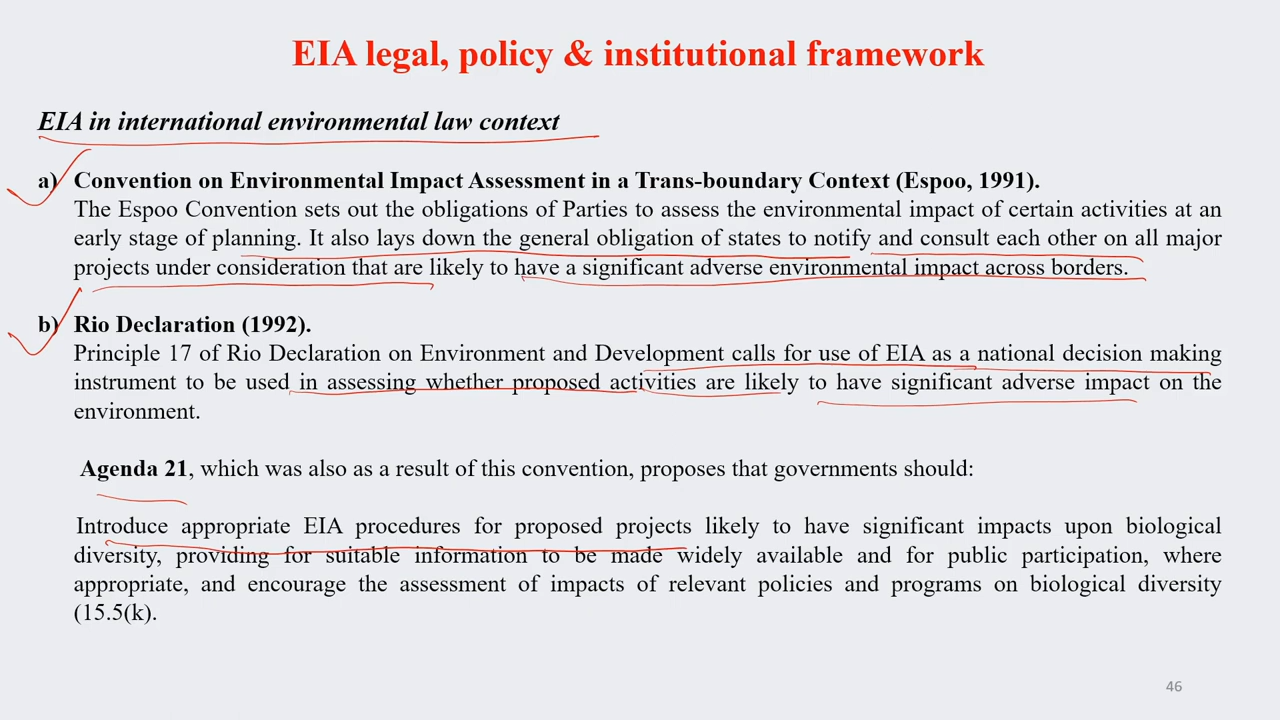 EIA legal, policy & institutional framework
EIA in international environmental law context
a) Convention on Environmental Impact Assessment in a Trans-boundary Context (Espoo, 1991).
The Espoo Convention sets out the obligations of Parties to assess the environmental impact of certain activities at an
early stage of planning. It also lays down the general obligation of states to notify and consult each other on all major
projects under consideration that are likely to have a significant adverse environmental impact across borders.
b) Rio Declaration (1992).
Principle 17 of Rio Declaration on Environment and Development calls for use of EIA as a national decision making
instrument to be used in assessing whether proposed activities are likely to have significant adverse impact on the
environment.
Agenda 21, which was also as a result of this convention, proposes that governments should:
Introduce appropriate EIA procedures for proposed projects likely to have significant impacts upon biological
diversity, providing for suitable information to be made widely available and for public participation, where
appropriate, and encourage the assessment of impacts of relevant policies and programs on biological diversity
(15.5(k).
46